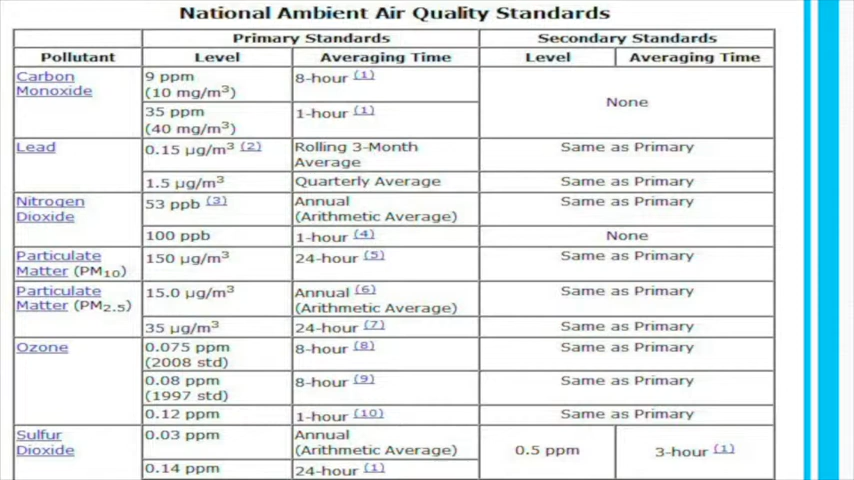 National Ambient Air Quality Standards
Primary Standards Secondary Standards
Pollutant Level Averaging Time Level Averaging Time
Carbon Monoxide 9 ppm (10 mg/m³) 8-hour (1) None
35 ppm (40 mg/m³) 1-hour (1)
Lead 0.15 µg/m³ (2) Rolling 3-Month Average Same as Primary
1.5 µg/m³ Quarterly Average Same as Primary
Nitrogen Dioxide 53 ppb (3) Annual (Arithmetic Average) Same as Primary
100 ppb 1-hour (4) None
Particulate Matter (PM10) 150 µg/m³ 24-hour (5) Same as Primary
Particulate Matter (PM2.5) 15.0 µg/m³ Annual (6) (Arithmetic Average) Same as Primary
35 µg/m³ 24-hour (7) Same as Primary
Ozone 0.075 ppm (2008 std) 8-hour (8) Same as Primary
0.08 ppm (1997 std) 8-hour (9) Same as Primary
0.12 ppm 1-hour (10) Same as Primary
Sulfur Dioxide 0.03 ppm Annual (Arithmetic Average) 0.5 ppm 3-hour (1)
0.14 ppm 24-hour (1)